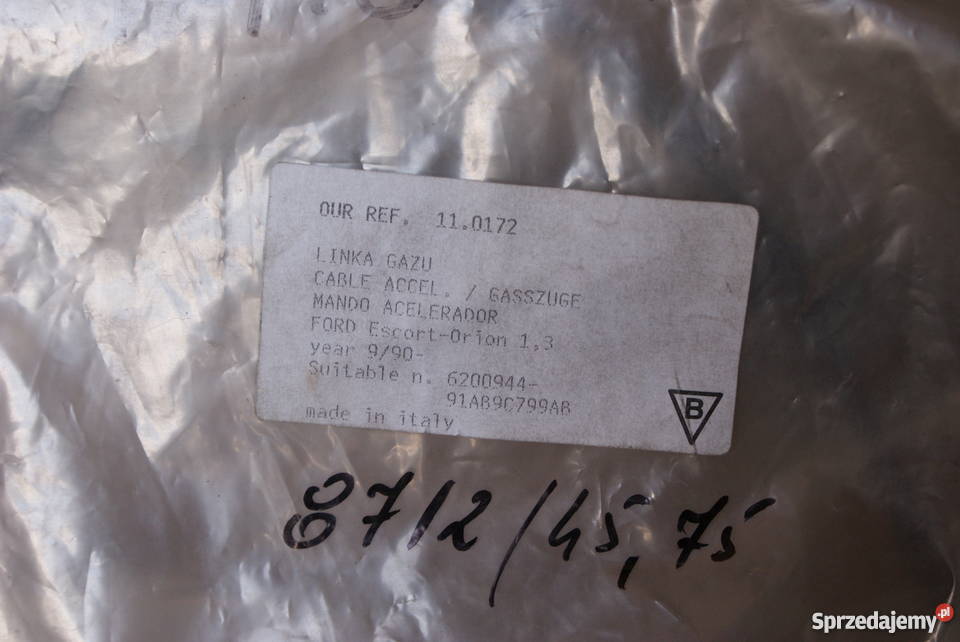 OUR REF. 11.0172
LINKA GAZU
CABLE ACCEL. / GASSZUGE
MANDO ACELERADOR
FORD Escort-Orion 1.3
year 9/90-
Suitable n. 6200944-
91AB9C799AB
made in italy
B
8712/45,75
Sprzedajemy.pl